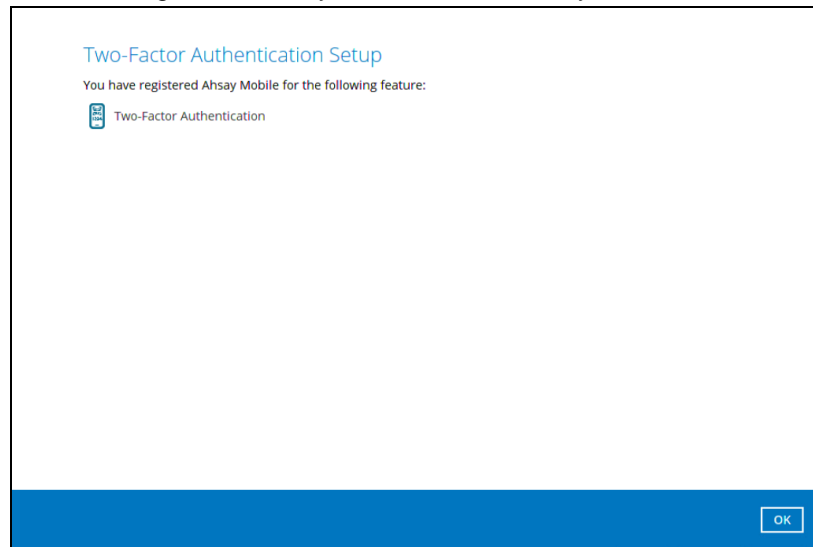 Two-Factor Authentication Setup
You have registered Ahsay Mobile for the following feature:
Two-Factor Authentication
OK